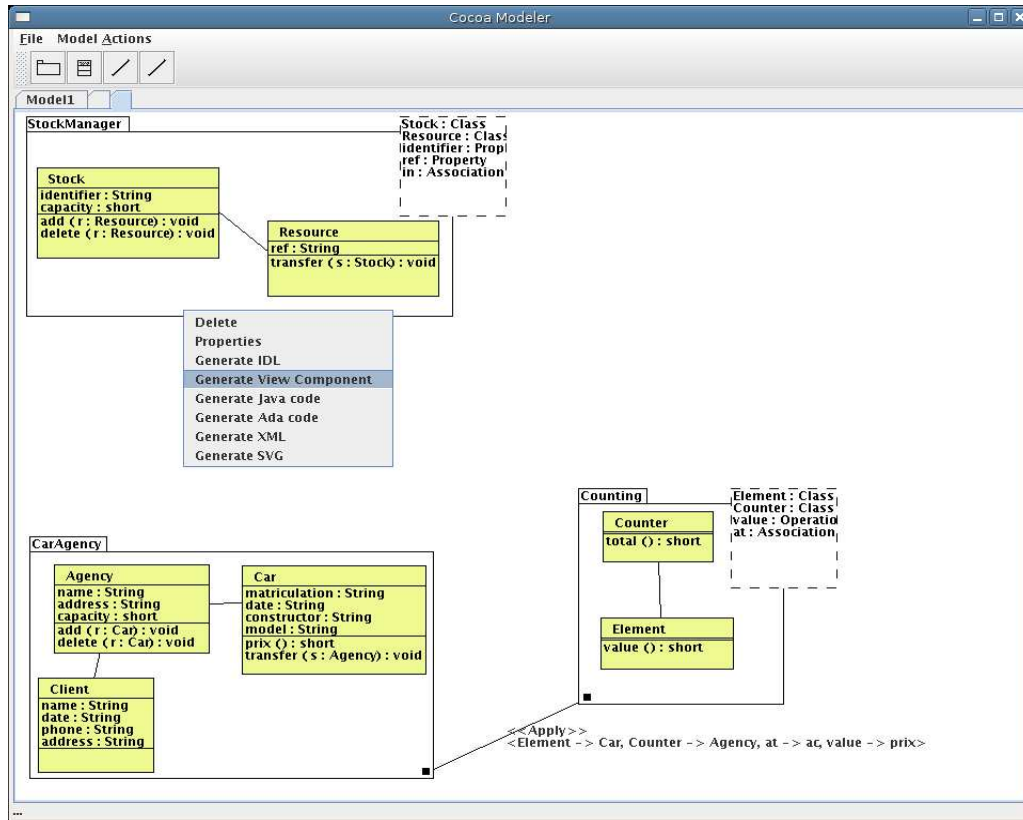 Cocoa Modeler
File Model Actions
Model1
StockManager
Stock : Class
Resource : Clas
identifier : Prop
ref : Property
in : Association
Stock
identifier : String
capacity : short
add ( r : Resource) : void
delete ( r : Resource) : void
Resource
ref : String
transfer ( s : Stock) : void
Delete
Properties
Generate IDL
Generate View Component
Generate Java code
Generate Ada code
Generate XML
Generate SVG
Counting
Element : Class
Counter : Class
value : Operatio
at : Association
Counter
total () : short
Element
value () : short
CarAgency
Agency
name : String
address : String
capacity : short
add ( r : Car) : void
delete ( r : Car) : void
Car
matriculation : String
date : String
constructor : String
model : String
prix () : short
transfer ( s : Agency) : void
Client
name : String
date : String
phone : String
address : String
<<Apply>>
<Element -> Car, Counter -> Agency, at -> ac, value -> prix>
...